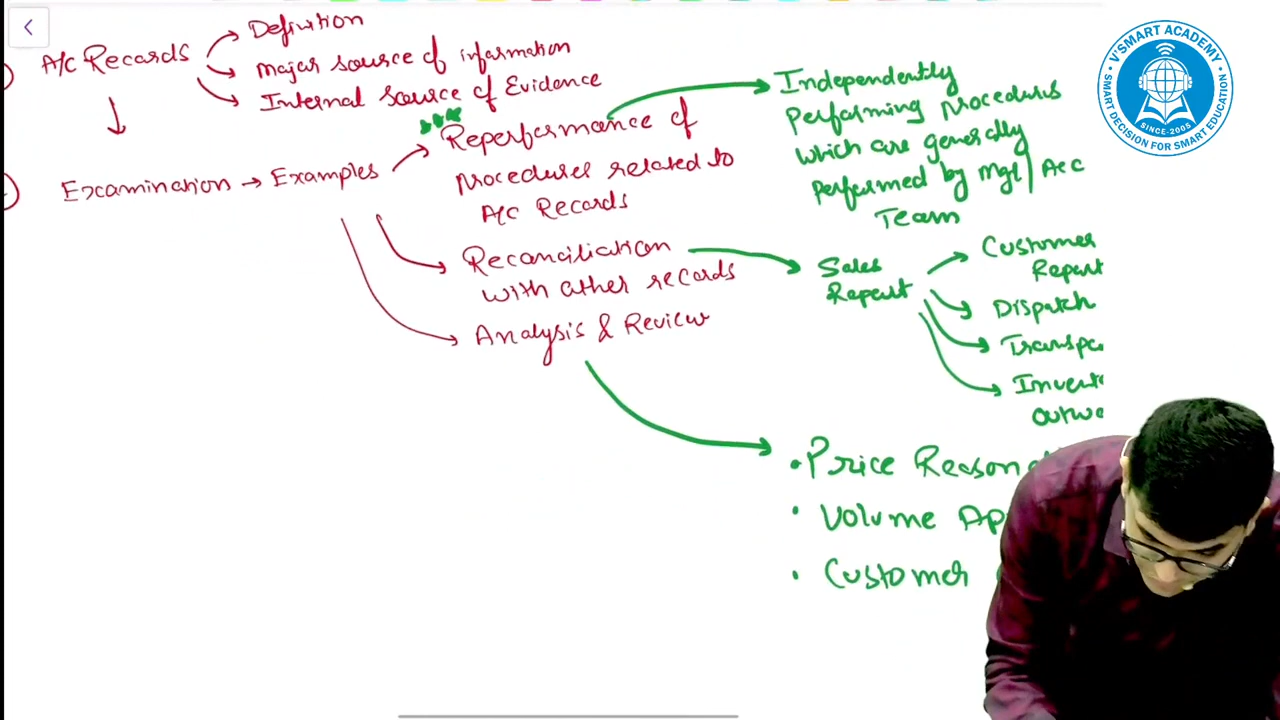 A/c Records
Definition
Major source of information
Internal source of Evidence
Examination → Examples
Reperformance of
Procedures related to
A/c Records
Reconciliation
with other records
Analysis & Review
Independently
Performing Procedures
which are generally
performed by Mgt / Acc
Team
Sales
Report
Customer
Report
Dispatch
• Price
• Volume
• Customer
V'SMART ACADEMY
SMART DECISION FOR SMART EDUCATION
SINCE-2005